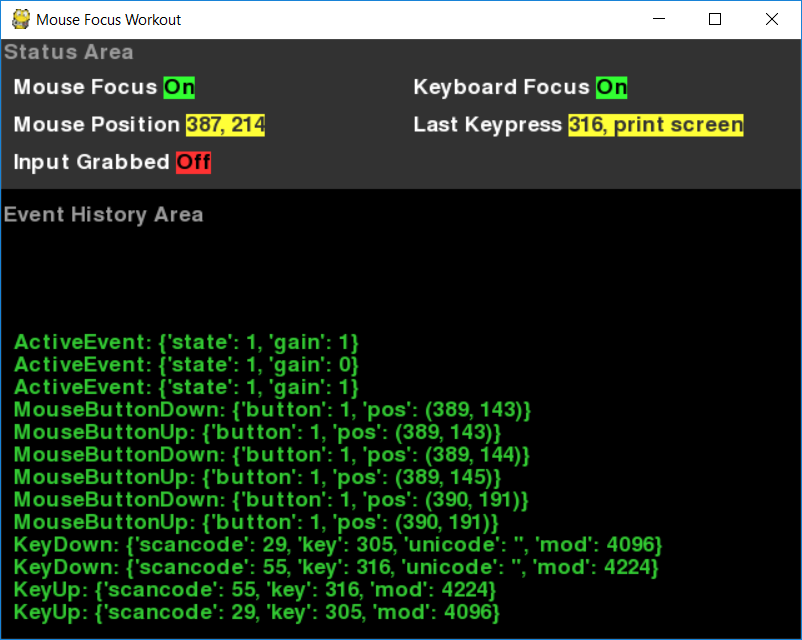 Mouse Focus Workout
Status Area
Mouse Focus On Keyboard Focus On
Mouse Position 387, 214 Last Keypress 316, print screen
Input Grabbed Off
Event History Area
ActiveEvent: {'state': 1, 'gain': 1}
ActiveEvent: {'state': 1, 'gain': 0}
ActiveEvent: {'state': 1, 'gain': 1}
MouseButtonDown: {'button': 1, 'pos': (389, 143)}
MouseButtonUp: {'button': 1, 'pos': (389, 143)}
MouseButtonDown: {'button': 1, 'pos': (389, 144)}
MouseButtonUp: {'button': 1, 'pos': (389, 145)}
MouseButtonDown: {'button': 1, 'pos': (390, 191)}
MouseButtonUp: {'button': 1, 'pos': (390, 191)}
KeyDown: {'scancode': 29, 'key': 305, 'unicode': '', 'mod': 4096}
KeyDown: {'scancode': 55, 'key': 316, 'unicode': '', 'mod': 4224}
KeyUp: {'scancode': 55, 'key': 316, 'mod': 4224}
KeyUp: {'scancode': 29, 'key': 305, 'mod': 4096}